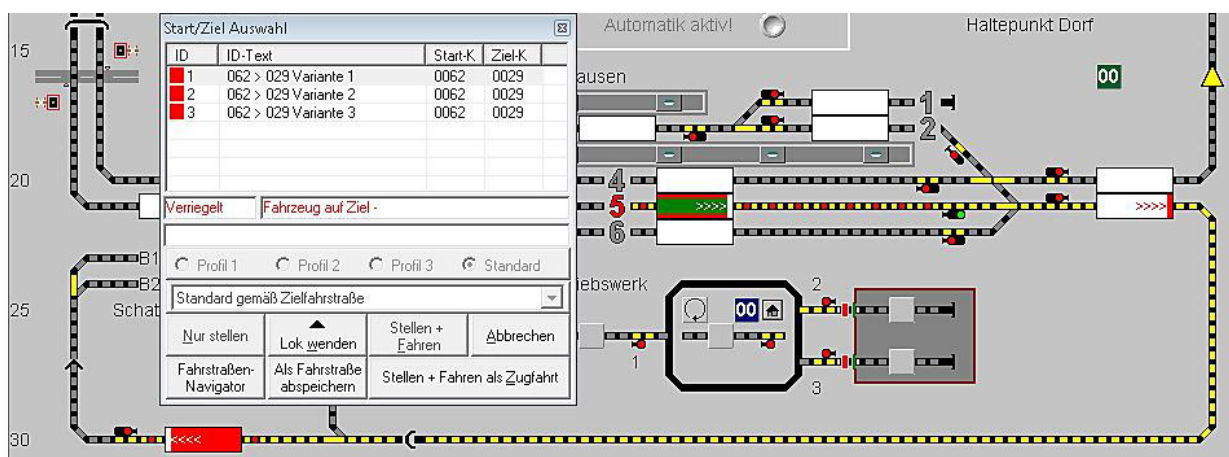 Start/Ziel Auswahl
Automatik aktiv!
Haltepunkt Dorf
15
ID ID-Text Start-K Ziel-K
1 062 > 029 Variante 1 0062 0029
2 062 > 029 Variante 2 0062 0029
3 062 > 029 Variante 3 0062 0029
ausen
00
1
2
20
4
Verriegelt Fahrzeug auf Ziel -
5
>>>>
>>>>
6
B1
Profil 1 Profil 2 Profil 3 Standard
B2
iebswerk
2
Standard gemäß Zielfahrstraße
25
Schat
00
Nur stellen
Lok wenden
Stellen +
Fahren
Abbrechen
1
Fahrstraßen-
Navigator
Als Fahrstraße
abspeichern
Stellen + Fahren als Zugfahrt
3
30
<<<<